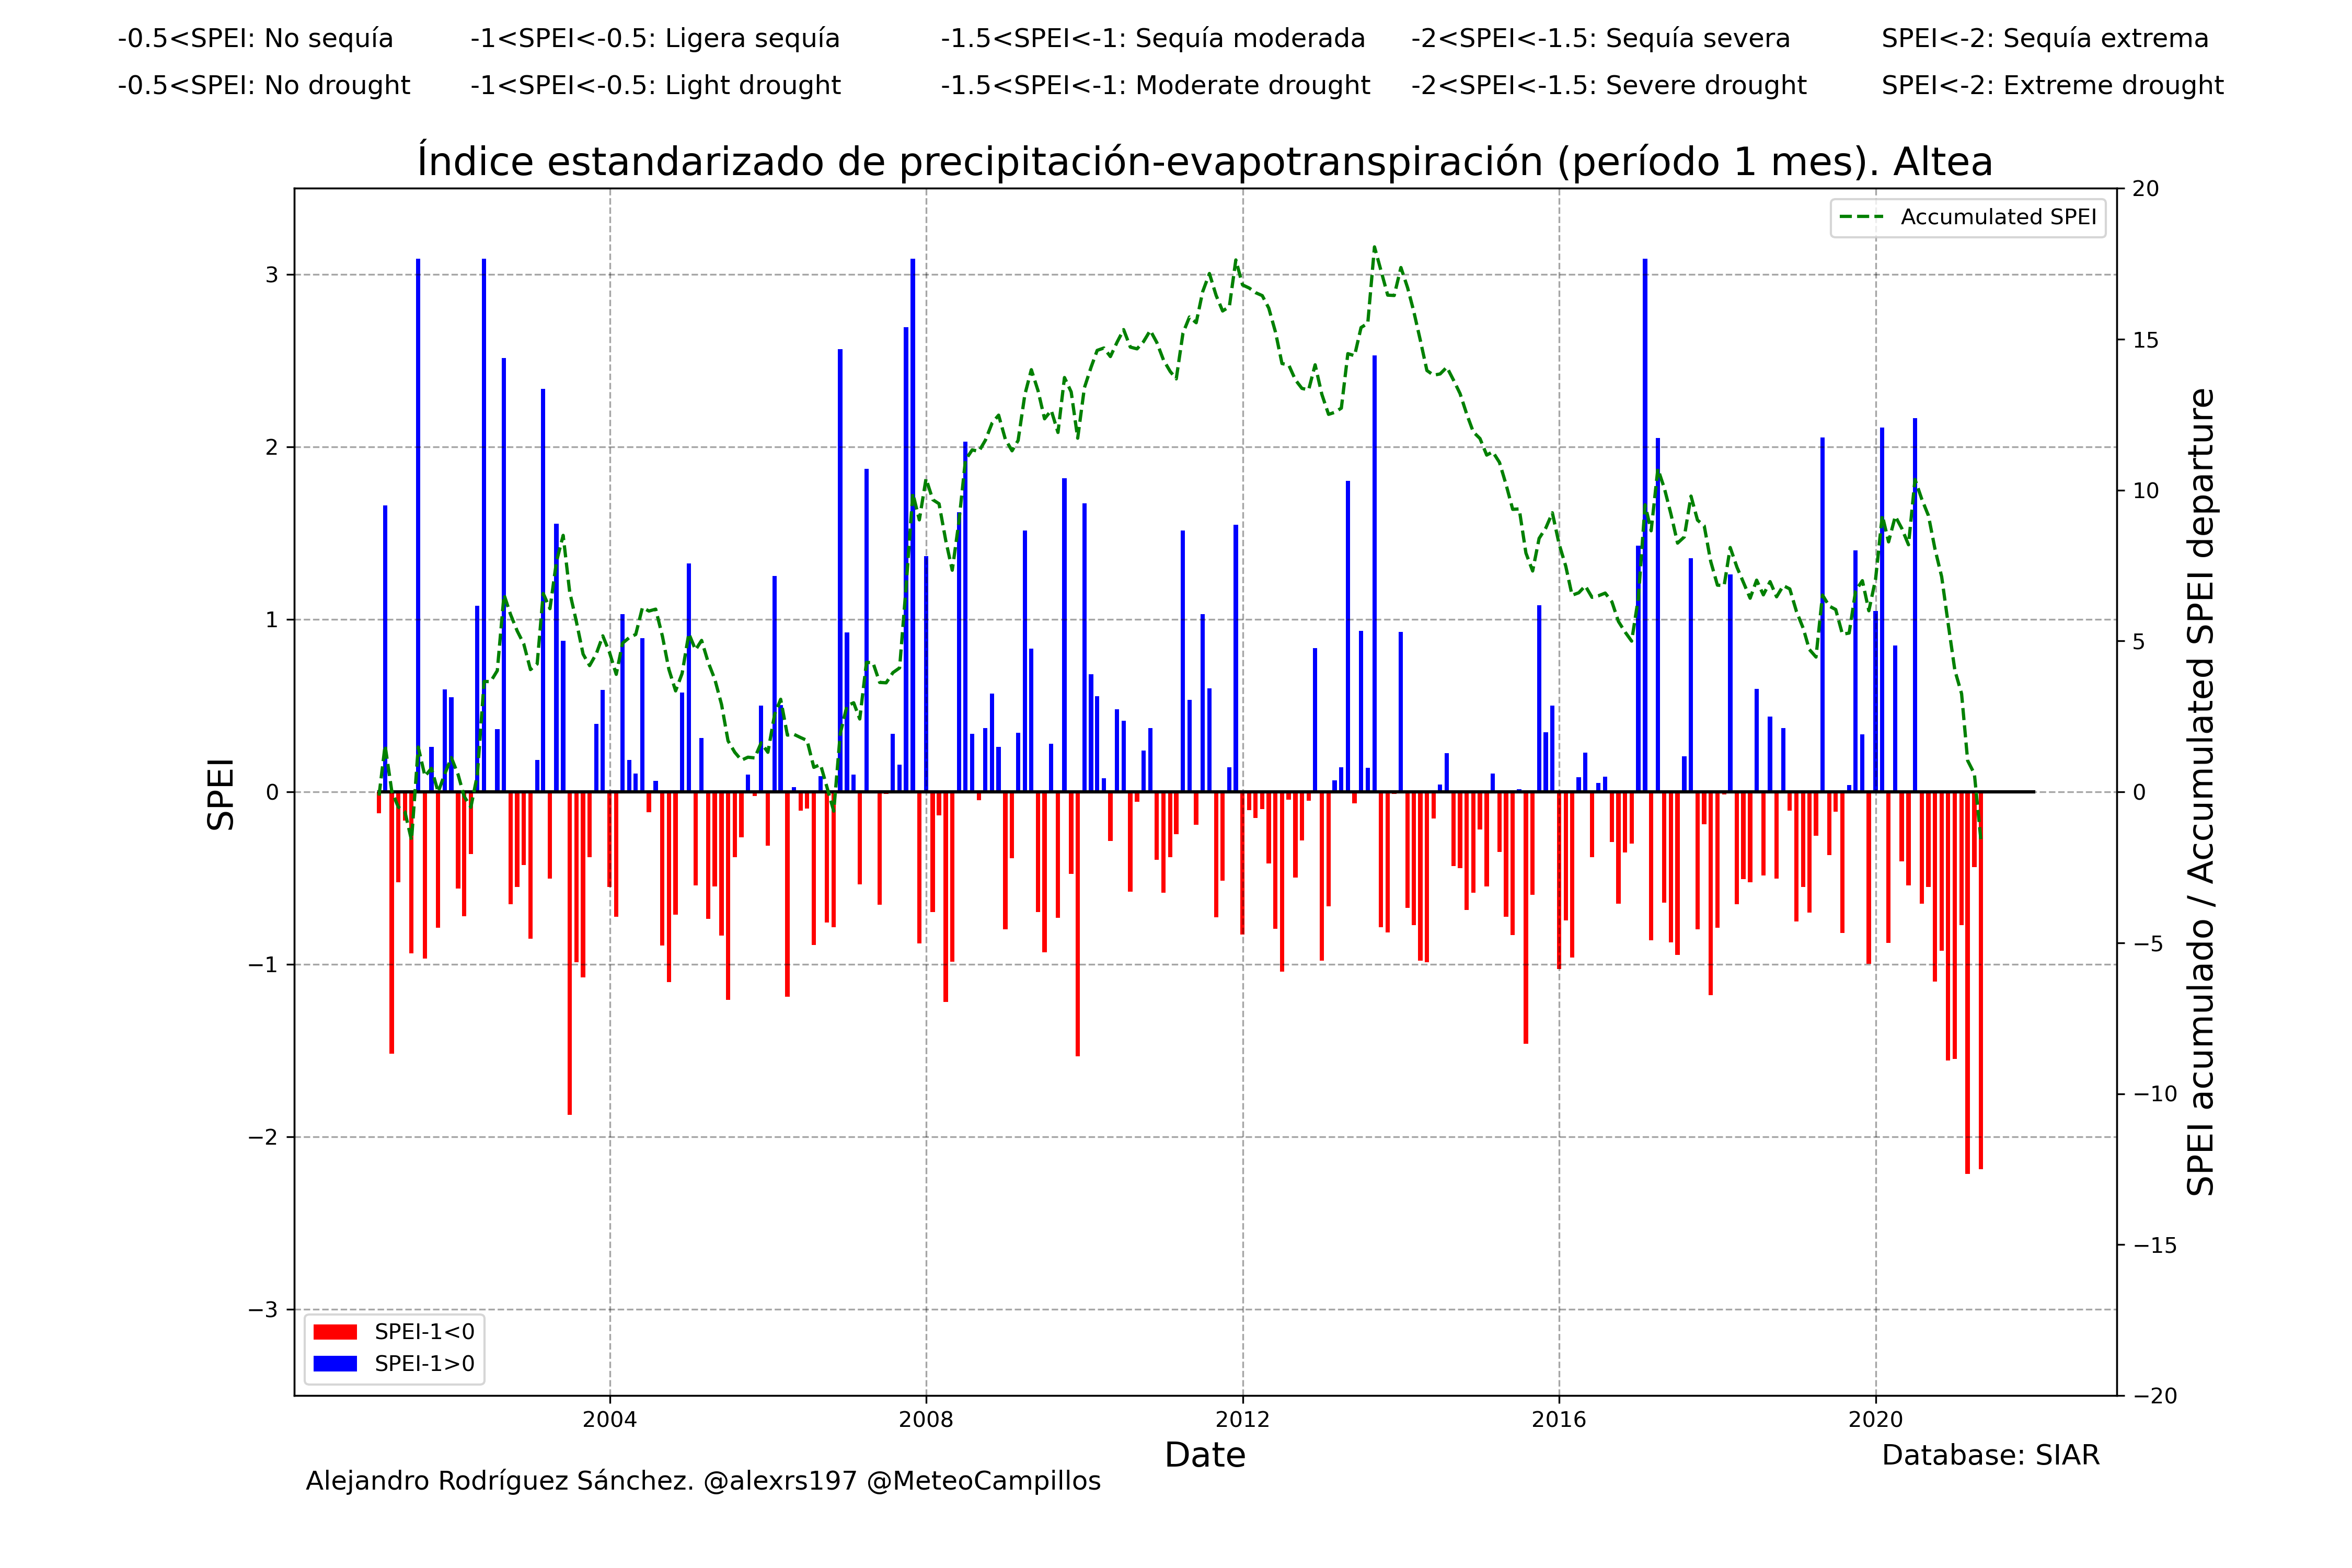 -0.5<SPEI: No sequía -1<SPEI<-0.5: Ligera sequía -1.5<SPEI<-1: Sequía moderada -2<SPEI<-1.5: Sequía severa SPEI<-2: Sequía extrema
-0.5<SPEI: No drought -1<SPEI<-0.5: Light drought -1.5<SPEI<-1: Moderate drought -2<SPEI<-1.5: Severe drought SPEI<-2: Extreme drought
Índice estandarizado de precipitación-evapotranspiración (período 1 mes). Altea
Accumulated SPEI
3
2
1
0
−1
−2
−3
SPEI
20
15
10
5
0
−5
−10
−15
−20
SPEI acumulado / Accumulated SPEI departure
SPEI-1<0
SPEI-1>0
2004 2008 2012 2016 2020
Date
Database: SIAR
Alejandro Rodríguez Sánchez. @alexrs197 @MeteoCampillos